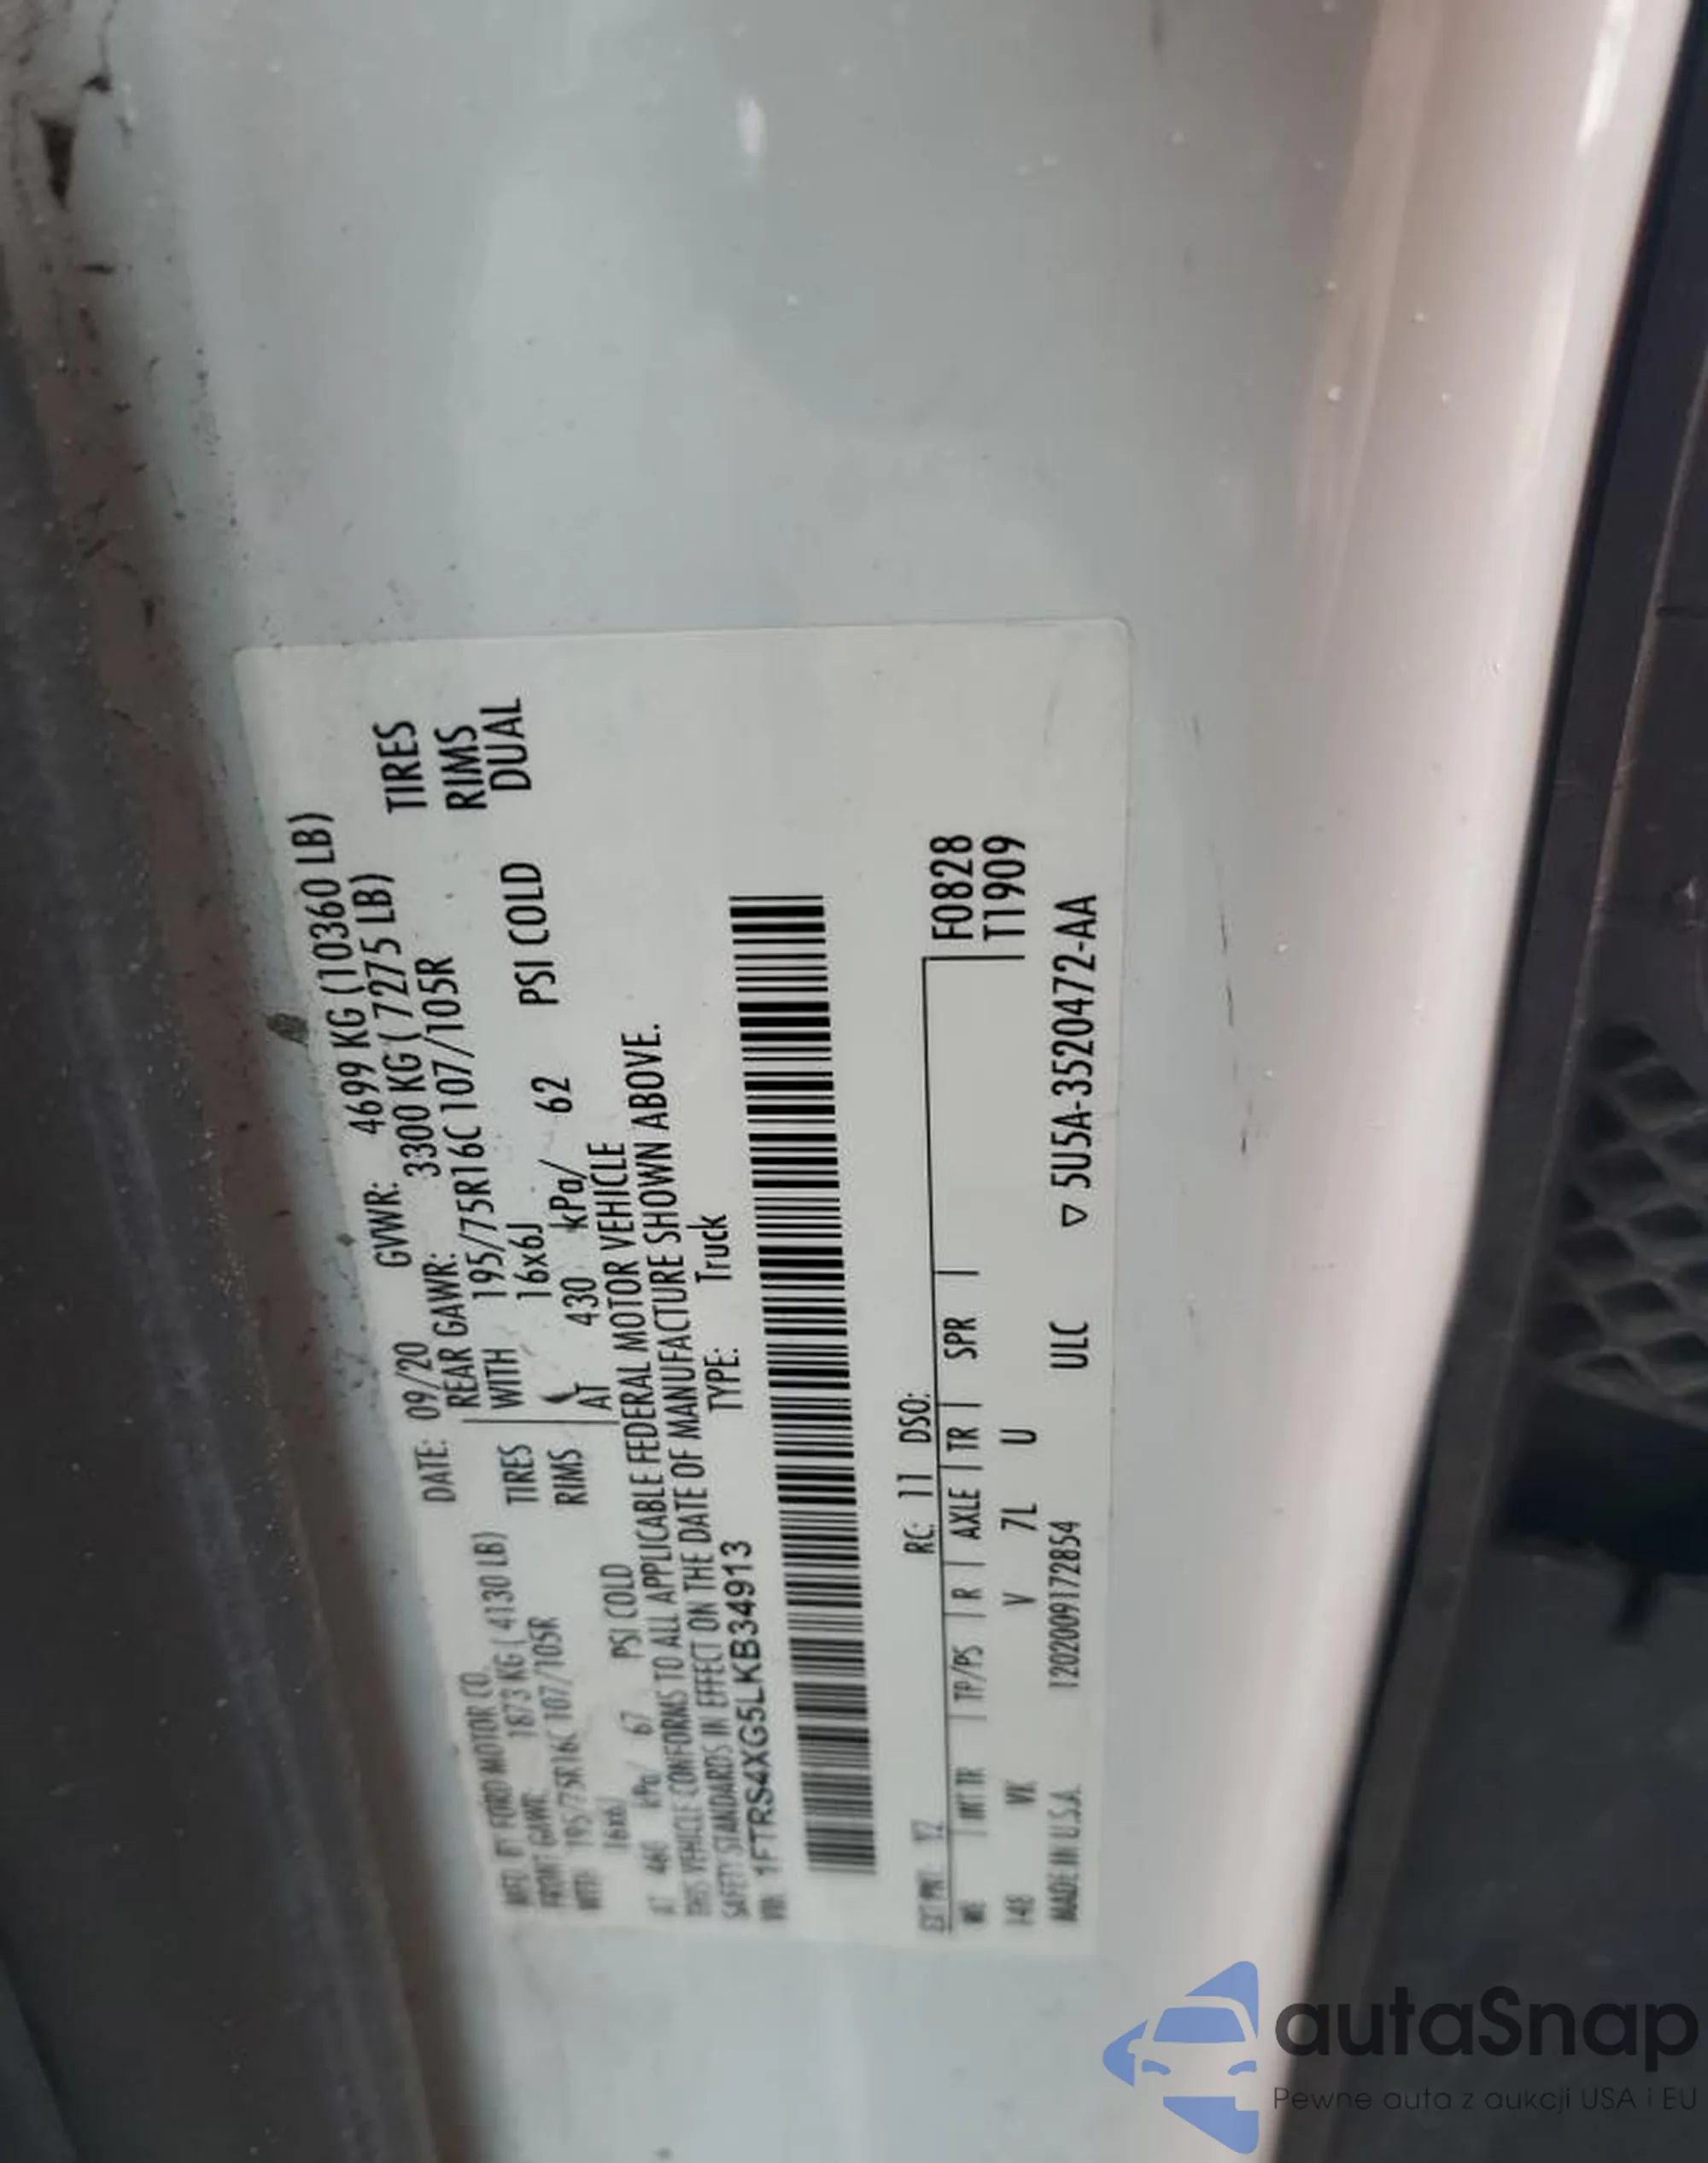 MFD. BY FORD MOTOR CO. DATE: 09/20 GVWR: 4699 KG (10360 LB)
FRONT GAWR: 1873 KG ( 4130 LB) REAR GAWR: 3300 KG ( 7275 LB)
WITH 195/75R16C 107/105R TIRES WITH 195/75R16C 107/105R TIRES
16x6J RIMS 16x6J RIMS
AT 460 kPa/ 67 PSI COLD AT 430 kPa/ 62 PSI COLD DUAL
THIS VEHICLE CONFORMS TO ALL APPLICABLE FEDERAL MOTOR VEHICLE
SAFETY STANDARDS IN EFFECT ON THE DATE OF MANUFACTURE SHOWN ABOVE.
VIN: 1FTRS4XG5LKB34913 TYPE: Truck
EXT PNT: YZ RC: 11 DSO:
WB INT TR TP/PS R AXLE TR SPR F0828
148 VK V 7L U T1909
MADE IN U.S.A. 12020091728​54 ULC ▽ 5U5A-3520472-AA
autaSnap
Pewne auta z aukcji USA i EU